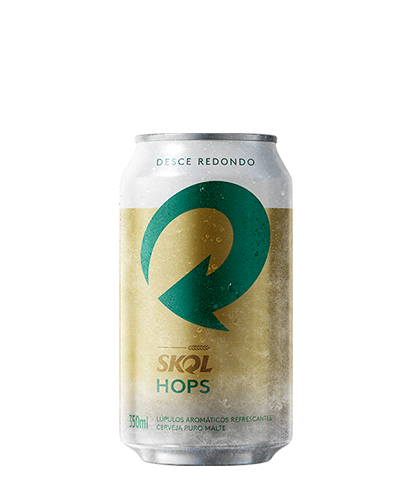 DESCE REDONDO
SKOL
HOPS
350ml
LÚPULOS AROMÁTICOS REFRESCANTES
CERVEJA PURO MALTE